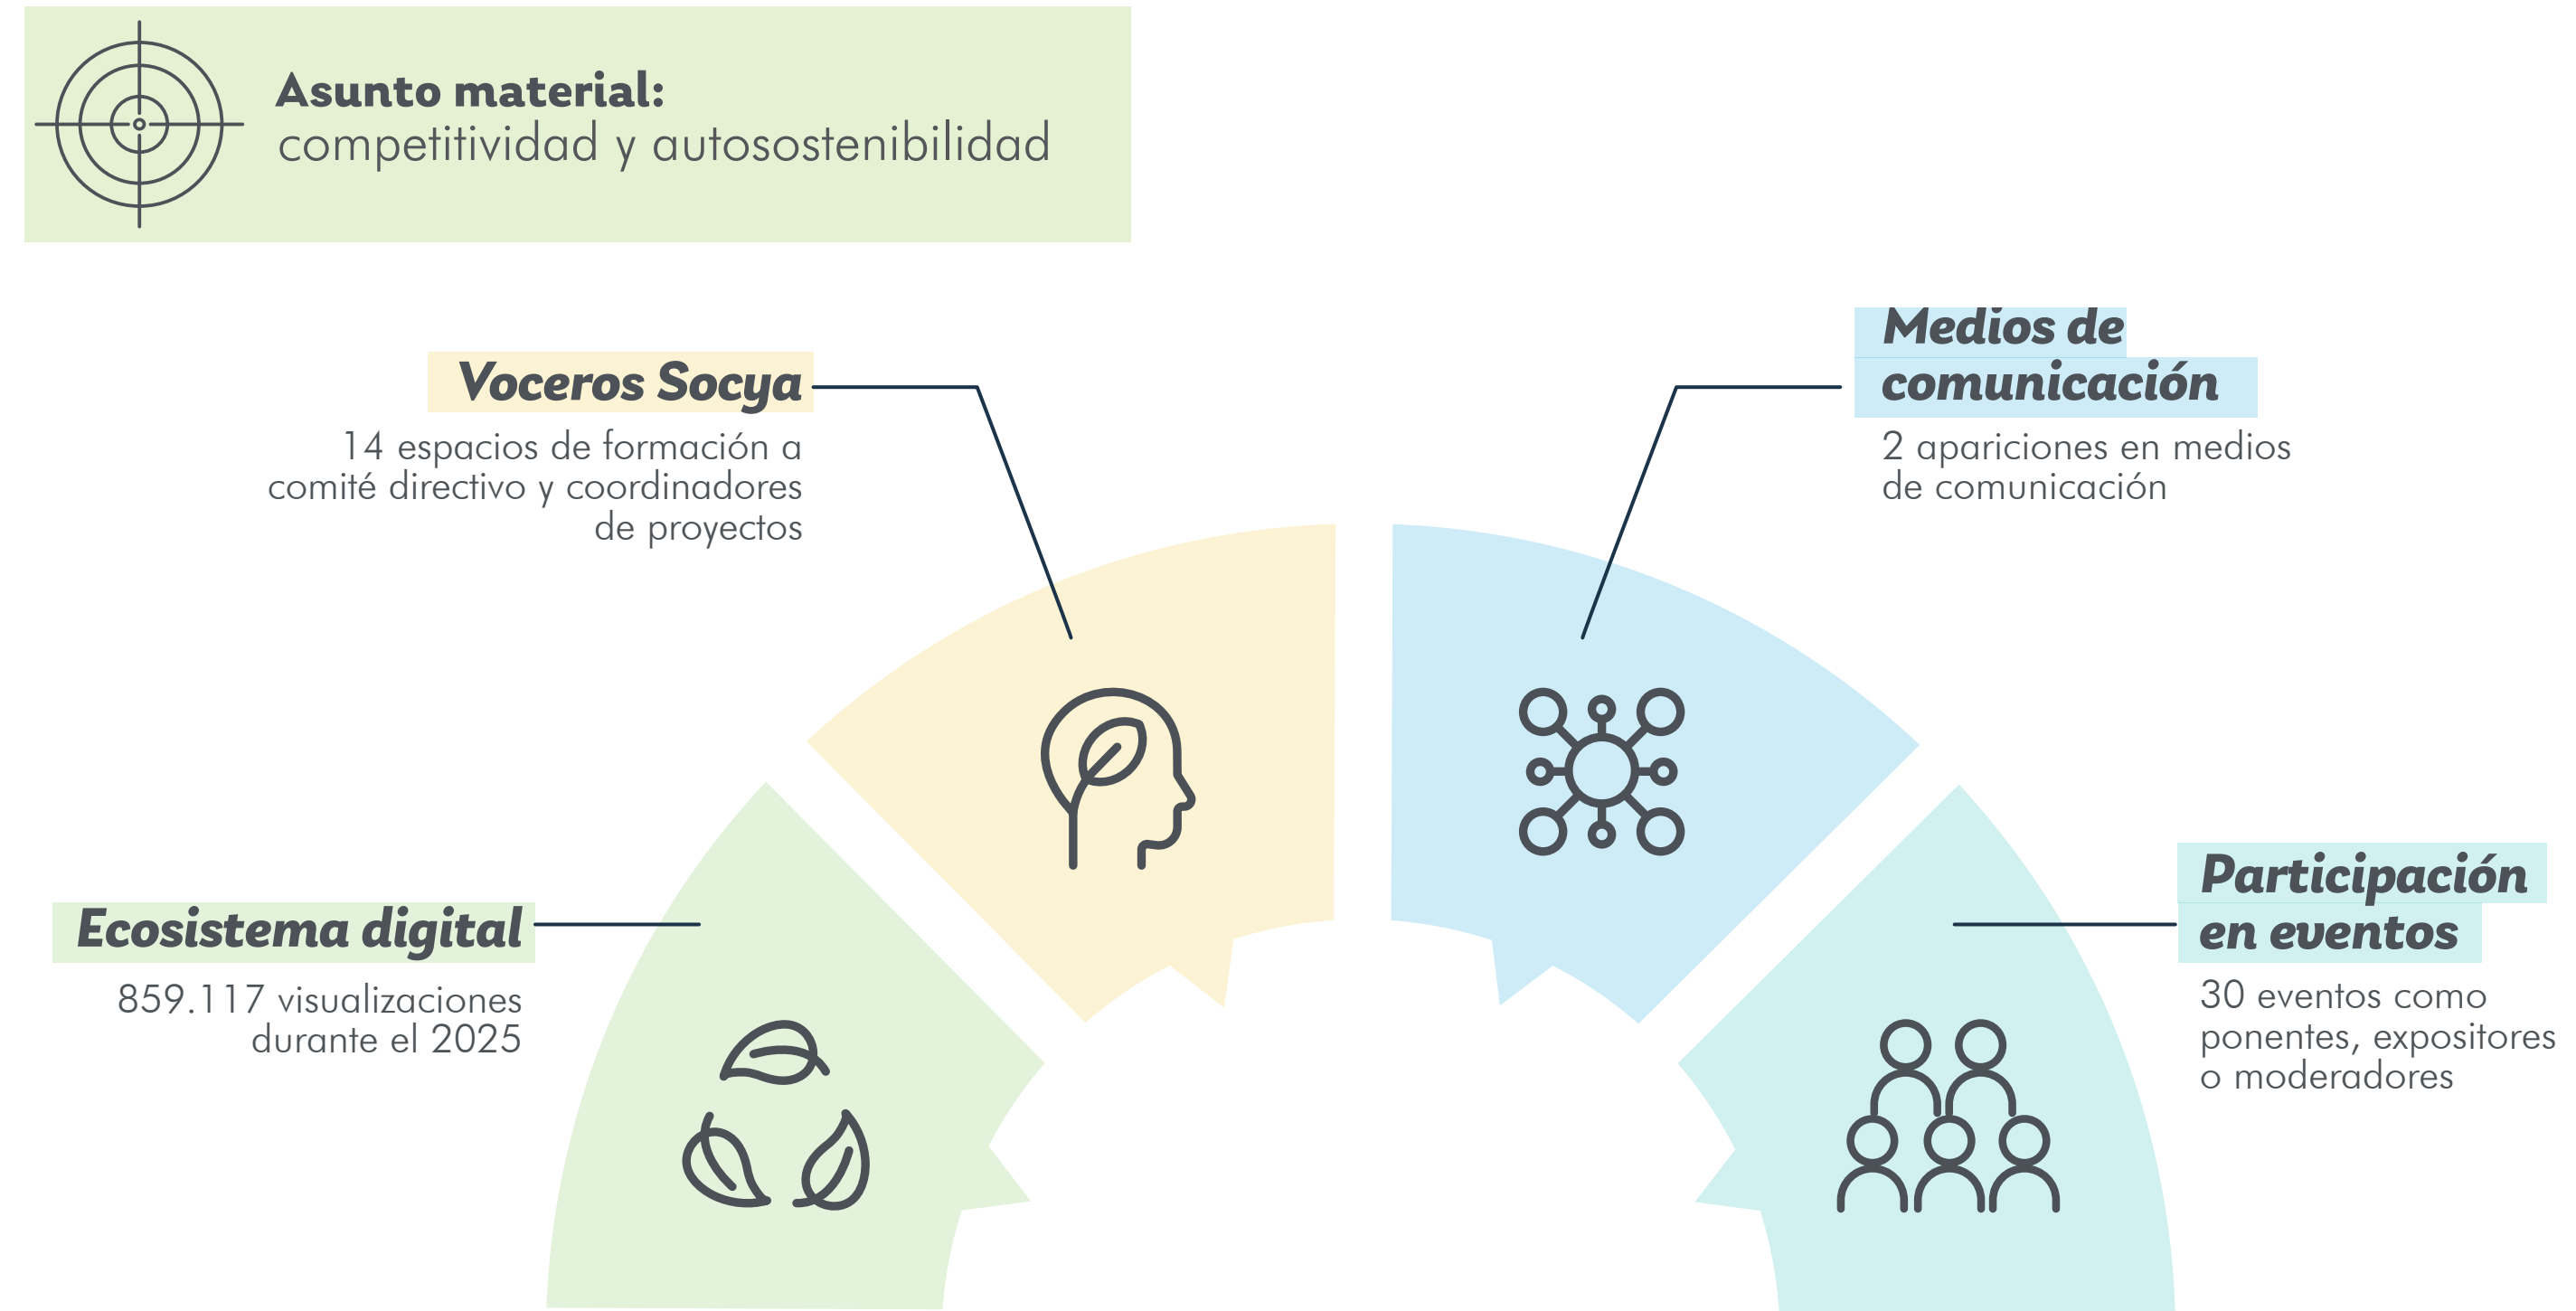 Asunto material:
competitividad y autosostenibilidad
Voceros Socya
14 espacios de formación a
comité directivo y coordinadores
de proyectos
Medios de
comunicación
2 apariciones en medios
de comunicación
Ecosistema digital
859.117 visualizaciones
durante el 2025
Participación
en eventos
30 eventos como
ponentes, expositores
o moderadores